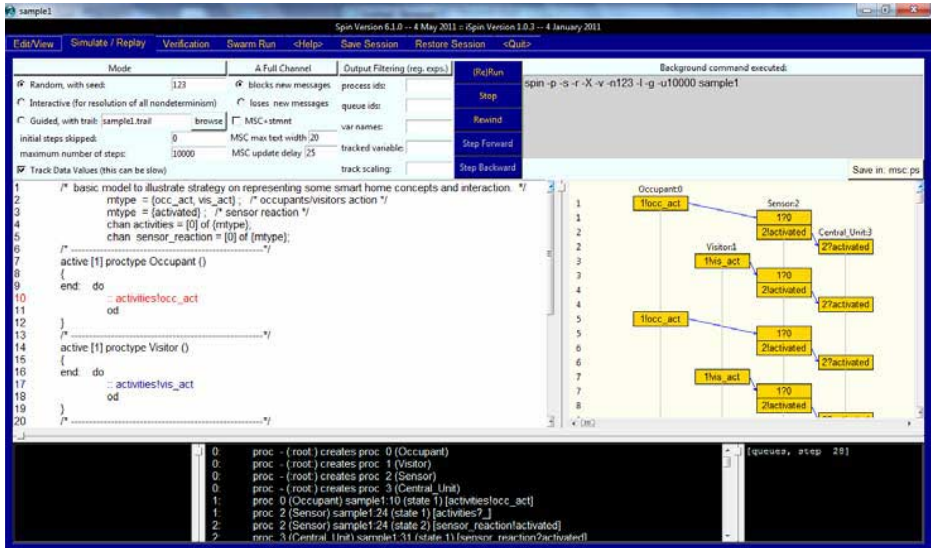 sample1
Spin Version 6.1.0 -- 4 May 2011 :: iSpin Version 1.0.3 -- 4 January 2011
Edit/View Simulate / Replay Verification Swarm Run <Help> Save Session Restore Session <Quit>
Mode A Full Channel Output Filtering (reg. exps.) (Re)Run Background command executed:
Random, with seed: 123 blocks new messages process ids: spin -p -s -r -X -v -n123 -l -g -u10000 sample1
Interactive (for resolution of all nondeterminism) loses new messages queue ids: Stop
Guided, with trail: sample1.trail browse MSC+stmnt var names: Rewind
initial steps skipped: 0 MSC max text width 20 tracked variable: Step Forward
maximum number of steps: 10000 MSC update delay 25
Track Data Values (this can be slow) track scaling: Step Backward Save in: msc.ps
1 /* basic model to illustrate strategy on representing some smart home concepts and interaction. */
2 mtype = {occ_act, vis_act} ; /* occupants/visitors action */
3 mtype = {activated} ; /* sensor reaction */
4 chan activities = [0] of {mtype};
5 chan sensor_reaction = [0] of {mtype};
6 /* ------------------------------------------------*/
7 active [1] proctype Occupant ()
8 {
9 end: do
10 :: activities!occ_act
11 od
12 }
13 /* ------------------------------------------------*/
14 active [1] proctype Visitor ()
15 {
16 end: do
17 :: activities!vis_act
18 od
19 }
20 /* ------------------------------------------------*/
Occupant:0
1 1!occ_act Sensor:2
1 1?0
2 2!activated Central_Unit:3
2 Visitor:1 2?activated
3 1!vis_act
3 1?0
4 2!activated
4 2?activated
5 1!occ_act
5 1?0
6 2!activated
6 2?activated
7 1!vis_act
7 1?0
8 2!activated
0: proc - (:root:) creates proc 0 (Occupant)
0: proc - (:root:) creates proc 1 (Visitor)
0: proc - (:root:) creates proc 2 (Sensor)
0: proc - (:root:) creates proc 3 (Central_Unit)
1: proc 0 (Occupant) sample1:10 (state 1) [activities!occ_act]
1: proc 2 (Sensor) sample1:24 (state 1) [activities?_]
2: proc 2 (Sensor) sample1:24 (state 2) [sensor_reaction!activated]
2: proc 3 (Central_Unit) sample1:31 (state 1) [sensor_reaction?activated]
[queues, step 28]